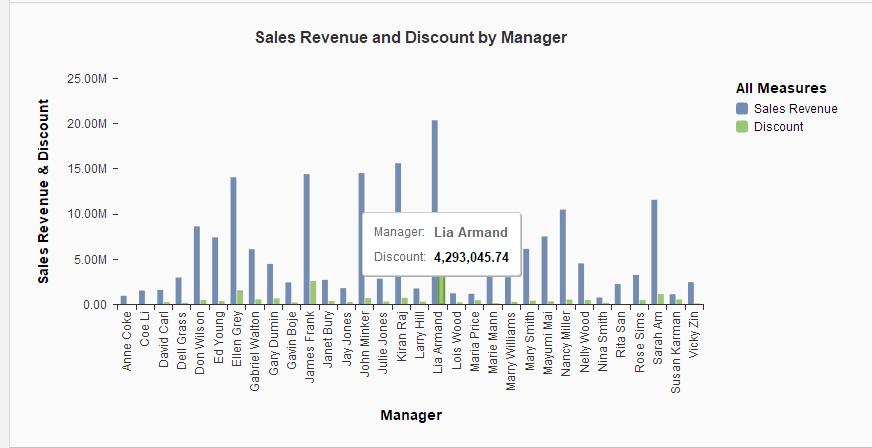 Sales Revenue and Discount by Manager
All Measures
Sales Revenue
Discount
Sales Revenue & Discount
25.00M
20.00M
15.00M
10.00M
5.00M
0.00
Manager: Lia Armand
Discount: 4,293,045.74
Anne Coke
Coe Li
David Carl
Dell Grass
Don Wilson
Ed Young
Ellen Grey
Gabriel Walton
Gary Dumin
Gavin Boje
James Frank
Janet Bury
Jay Jones
John Minker
Julie Jones
Kiran Raj
Larry Hill
Lia Armand
Lois Wood
Maria Price
Marie Mann
Marry Williams
Mary Smith
Mayumi Mai
Nancy Miller
Nelly Wood
Nina Smith
Rita San
Rose Sims
Sarah Am
Susan Karman
Vicky Zin
Manager